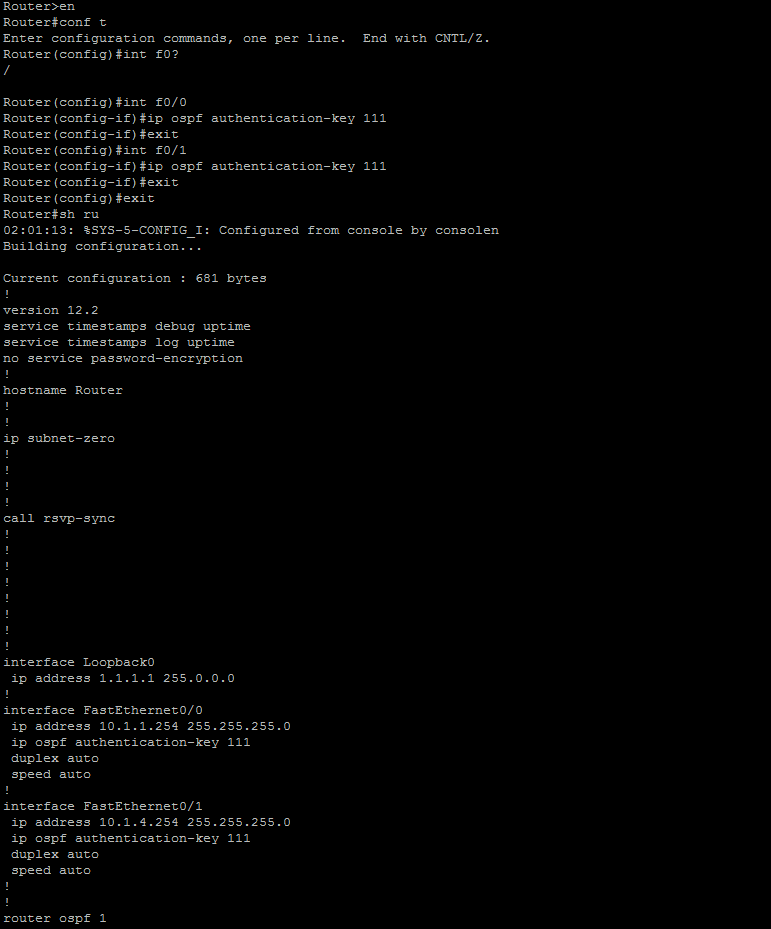 Router>en
Router#conf t
Enter configuration commands, one per line.  End with CNTL/Z.
Router(config)#int f0?
/
Router(config)#int f0/0
Router(config-if)#ip ospf authentication-key 111
Router(config-if)#exit
Router(config)#int f0/1
Router(config-if)#ip ospf authentication-key 111
Router(config-if)#exit
Router(config)#exit
Router#sh ru
02:01:13: %SYS-5-CONFIG_I: Configured from console by consolen
Building configuration...
Current configuration : 681 bytes
!
version 12.2
service timestamps debug uptime
service timestamps log uptime
no service password-encryption
!
hostname Router
!
!
ip subnet-zero
!
!
!
!
call rsvp-sync
!
!
!
!
!
!
!
!
interface Loopback0
 ip address 1.1.1.1 255.0.0.0
!
interface FastEthernet0/0
 ip address 10.1.1.254 255.255.255.0
 ip ospf authentication-key 111
 duplex auto
 speed auto
!
interface FastEthernet0/1
 ip address 10.1.4.254 255.255.255.0
 ip ospf authentication-key 111
 duplex auto
 speed auto
!
!
router ospf 1